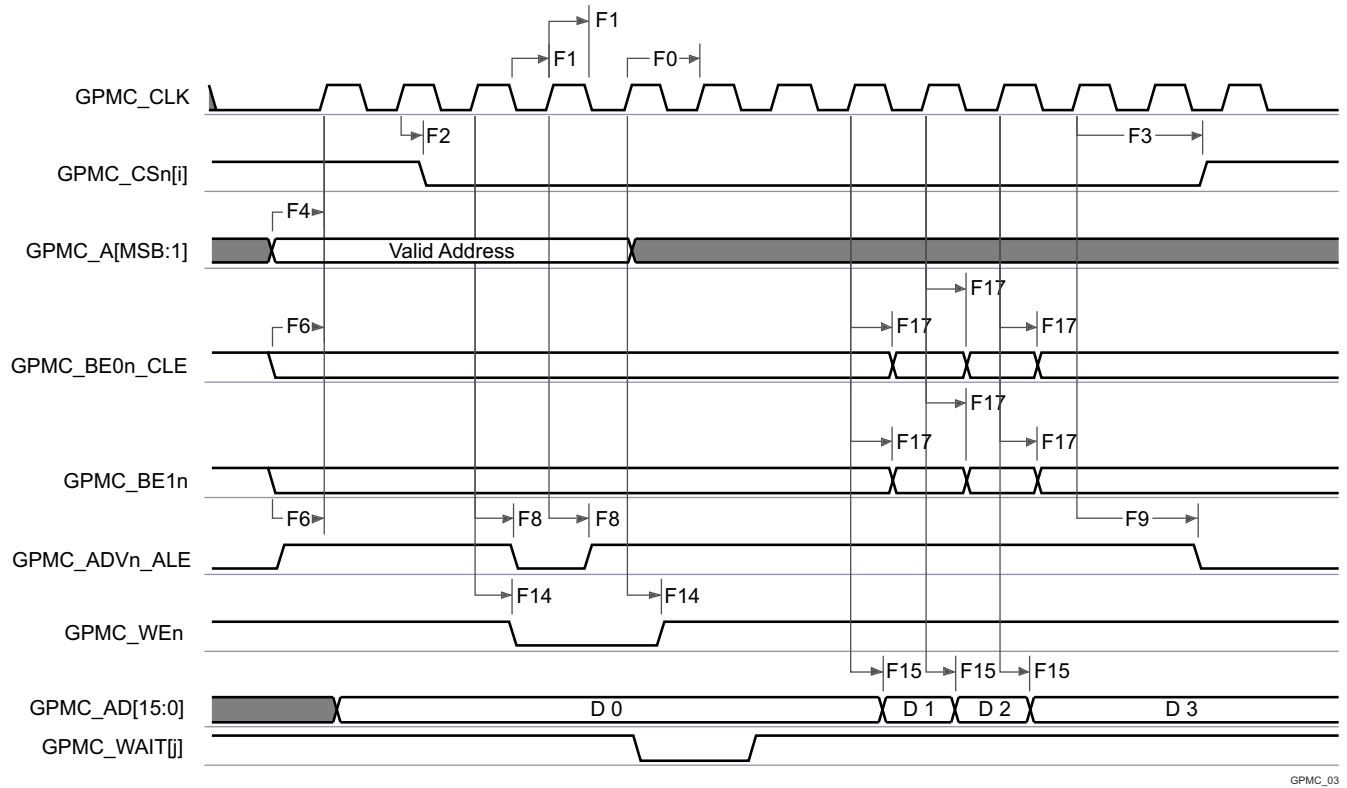 F1
F1
F0
GPMC_CLK
F2
F3
GPMC_CSn[i]
F4
GPMC_A[MSB:1]
Valid Address
F17
F6
F17
F17
GPMC_BE0n_CLE
F17
F17
F17
GPMC_BE1n
F6
F8
F8
F9
GPMC_ADVn_ALE
F14
F14
GPMC_WEn
F15
F15
F15
GPMC_AD[15:0]
D 0
D 1
D 2
D 3
GPMC_WAIT[j]
GPMC_03